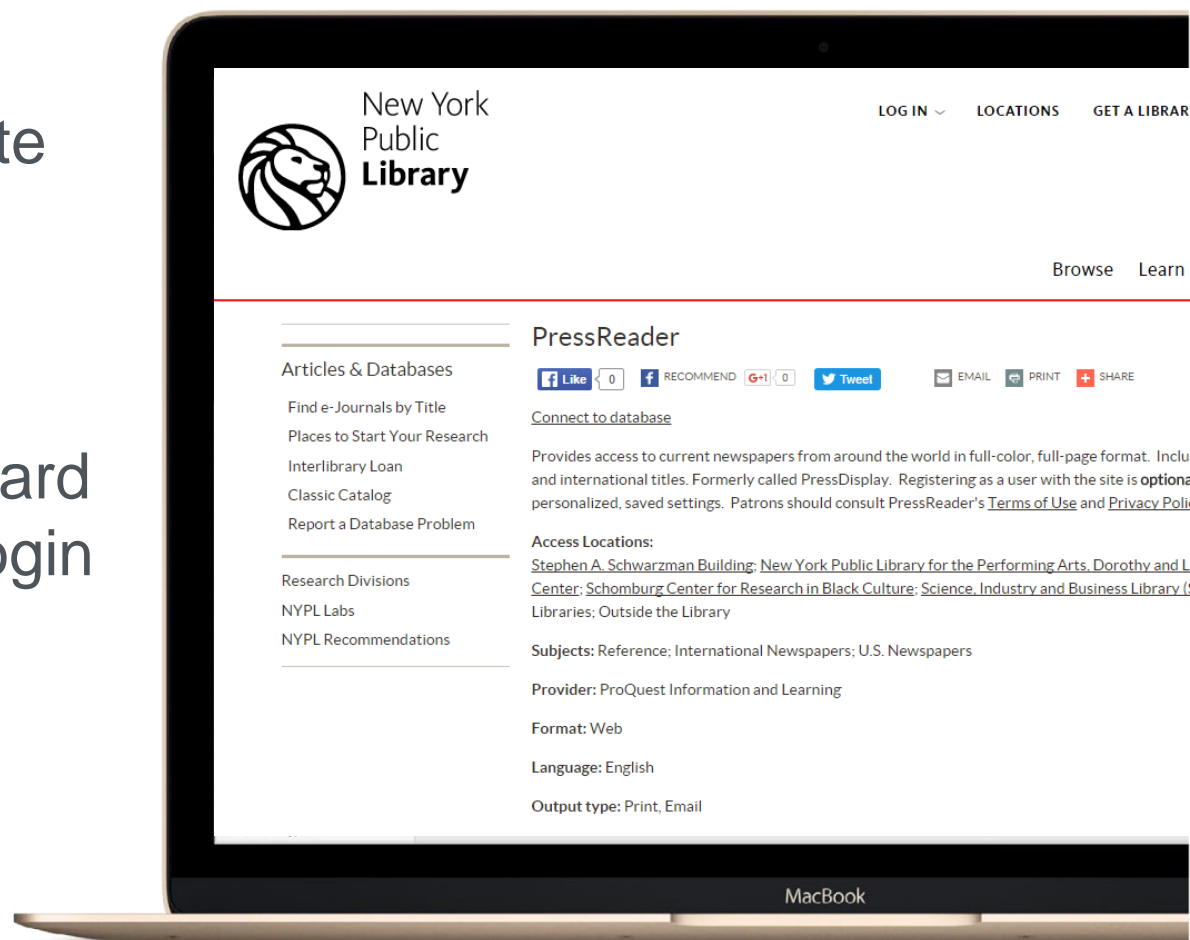 te
ard
ogin
New York
Public
Library
LOG IN
LOCATIONS
GET A LIBRAR
Browse Learn
Articles & Databases
Find e-Journals by Title
Places to Start Your Research
Interlibrary Loan
Classic Catalog
Report a Database Problem
Research Divisions
NYPL Labs
NYPL Recommendations
PressReader
Like 0 RECOMMEND G+1 0 Tweet EMAIL PRINT SHARE
Connect to database
Provides access to current newspapers from around the world in full-color, full-page format. Inclu
and international titles. Formerly called PressDisplay. Registering as a user with the site is optiona
personalized, saved settings. Patrons should consult PressReader's Terms of Use and Privacy Poli
Access Locations:
Stephen A. Schwarzman Building; New York Public Library for the Performing Arts, Dorothy and L
Center; Schomburg Center for Research in Black Culture; Science, Industry and Business Library (S
Libraries; Outside the Library
Subjects: Reference; International Newspapers; U.S. Newspapers
Provider: ProQuest Information and Learning
Format: Web
Language: English
Output type: Print, Email
MacBook